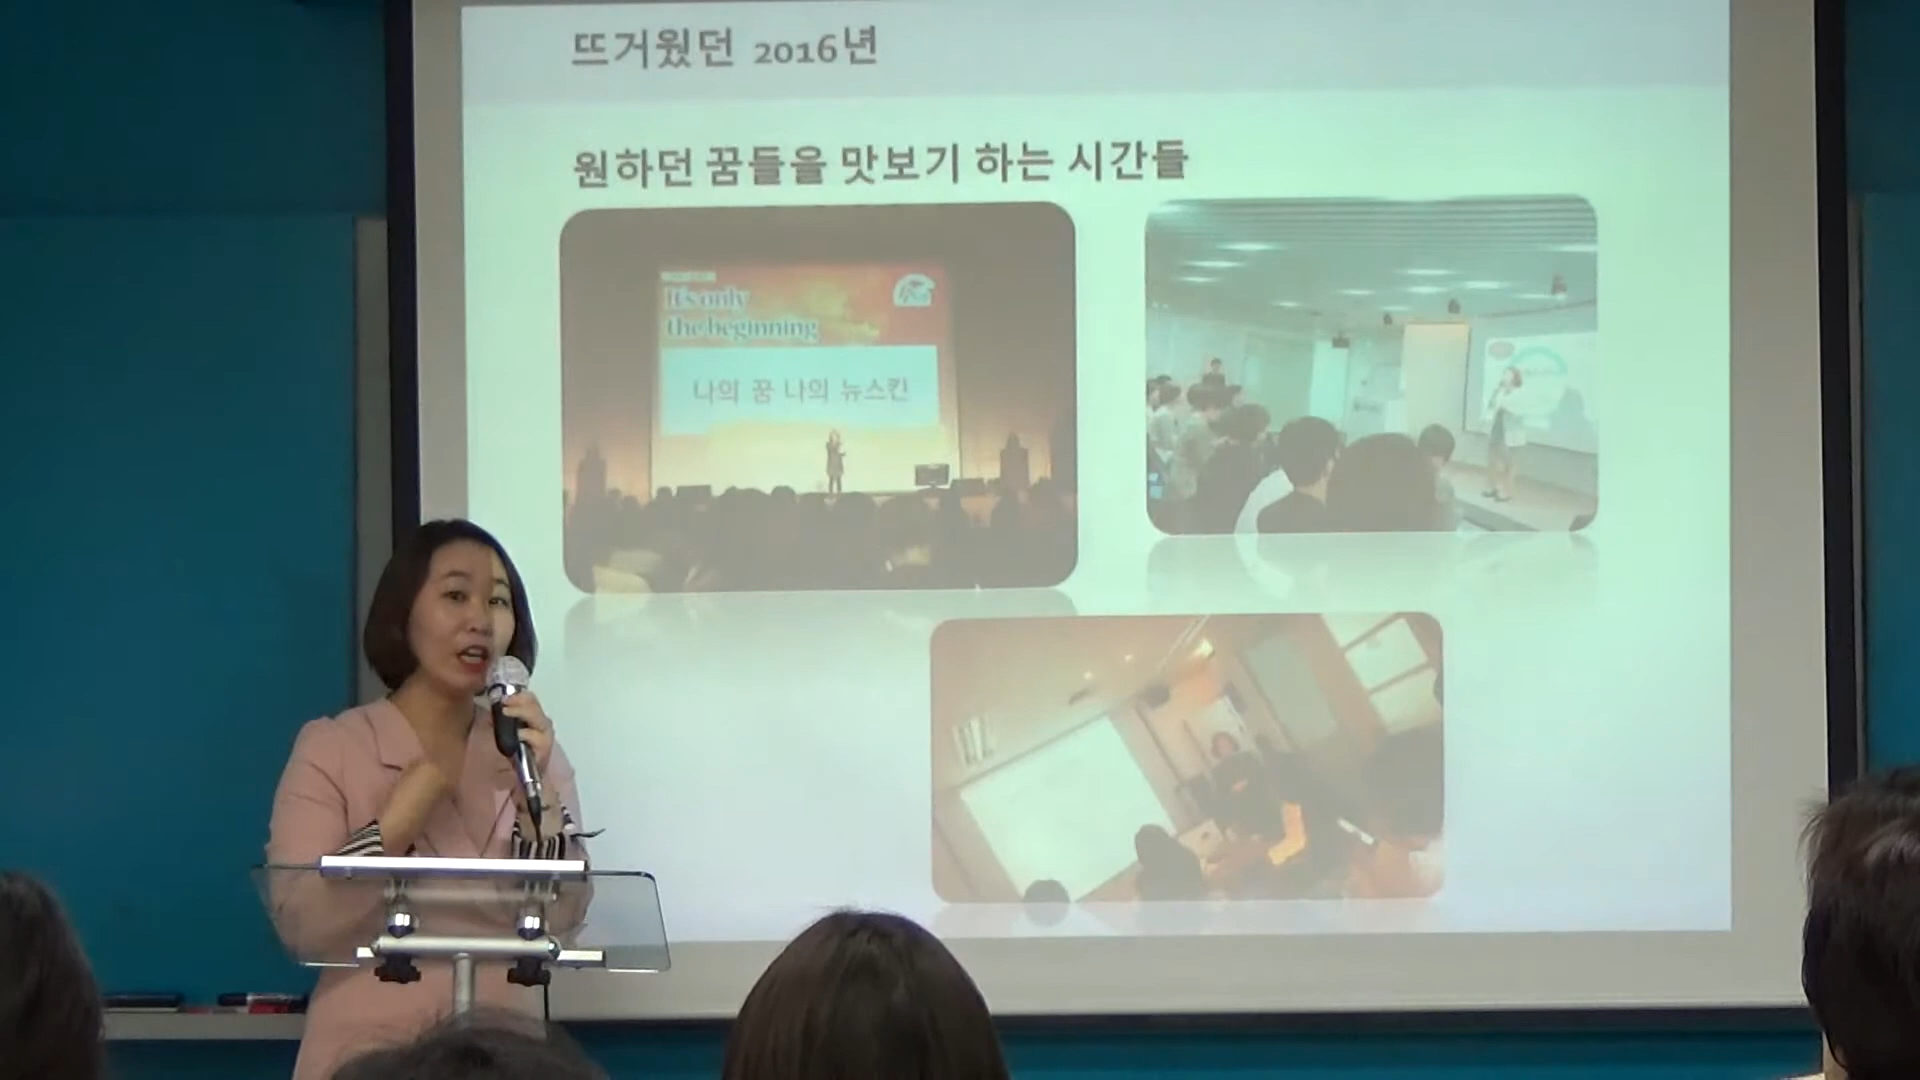 뜨거웠던 2016년
원하던 꿈들을 맛보기 하는 시간들
it's only
the beginning
나의 꿈 나의 뉴스킨